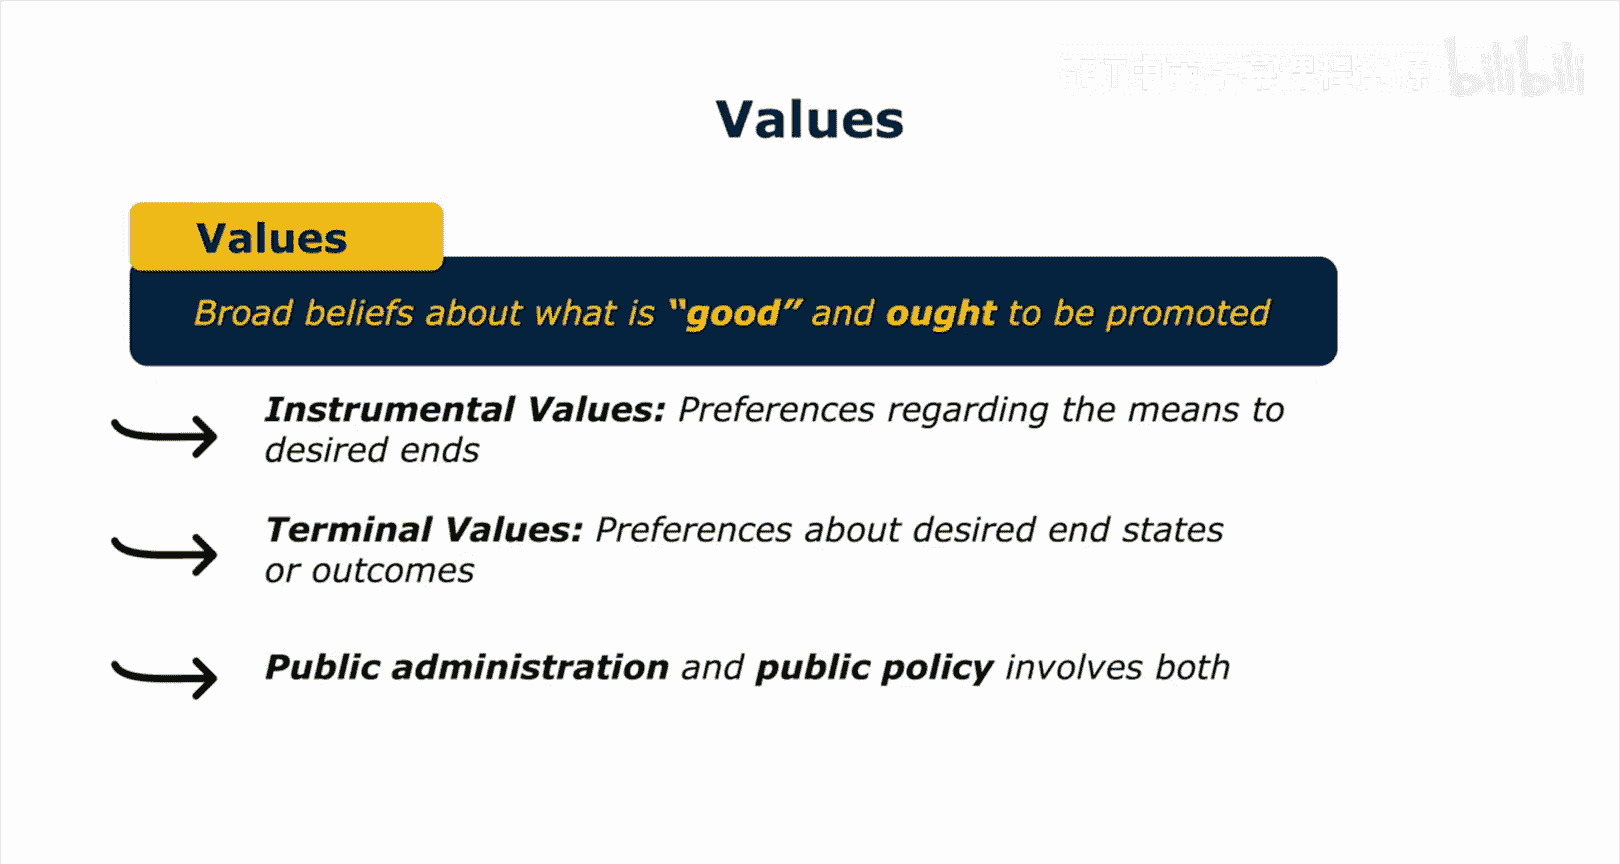 bilibili
Values
Values
Broad beliefs about what is “good” and ought to be promoted
Instrumental Values: Preferences regarding the means to
desired ends
Terminal Values: Preferences about desired end states
or outcomes
Public administration and public policy involves both